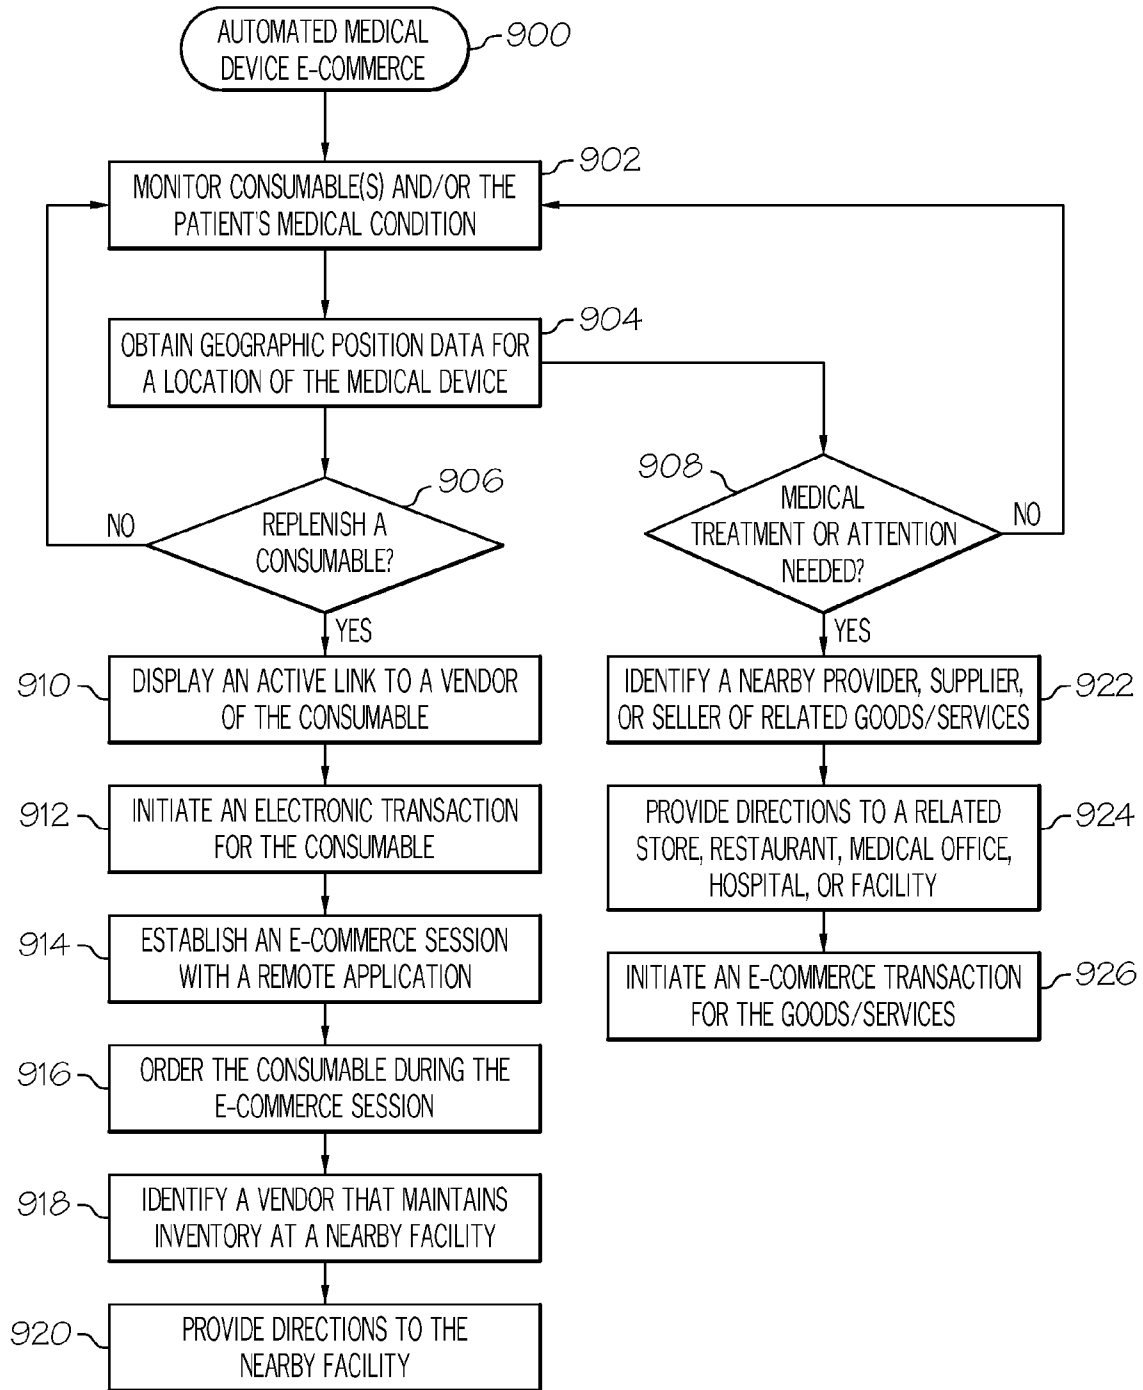 AUTOMATED MEDICAL
DEVICE E-COMMERCE
900
MONITOR CONSUMABLE(S) AND/OR THE
PATIENT'S MEDICAL CONDITION
902
OBTAIN GEOGRAPHIC POSITION DATA FOR
A LOCATION OF THE MEDICAL DEVICE
904
REPLENISH A
CONSUMABLE?
906
NO
YES
MEDICAL
TREATMENT OR ATTENTION
NEEDED?
908
NO
YES
910
DISPLAY AN ACTIVE LINK TO A VENDOR
OF THE CONSUMABLE
912
INITIATE AN ELECTRONIC TRANSACTION
FOR THE CONSUMABLE
914
ESTABLISH AN E-COMMERCE SESSION
WITH A REMOTE APPLICATION
916
ORDER THE CONSUMABLE DURING THE
E-COMMERCE SESSION
918
IDENTIFY A VENDOR THAT MAINTAINS
INVENTORY AT A NEARBY FACILITY
920
PROVIDE DIRECTIONS TO THE
NEARBY FACILITY
IDENTIFY A NEARBY PROVIDER, SUPPLIER,
OR SELLER OF RELATED GOODS/SERVICES
922
PROVIDE DIRECTIONS TO A RELATED
STORE, RESTAURANT, MEDICAL OFFICE,
HOSPITAL, OR FACILITY
924
INITIATE AN E-COMMERCE TRANSACTION
FOR THE GOODS/SERVICES
926